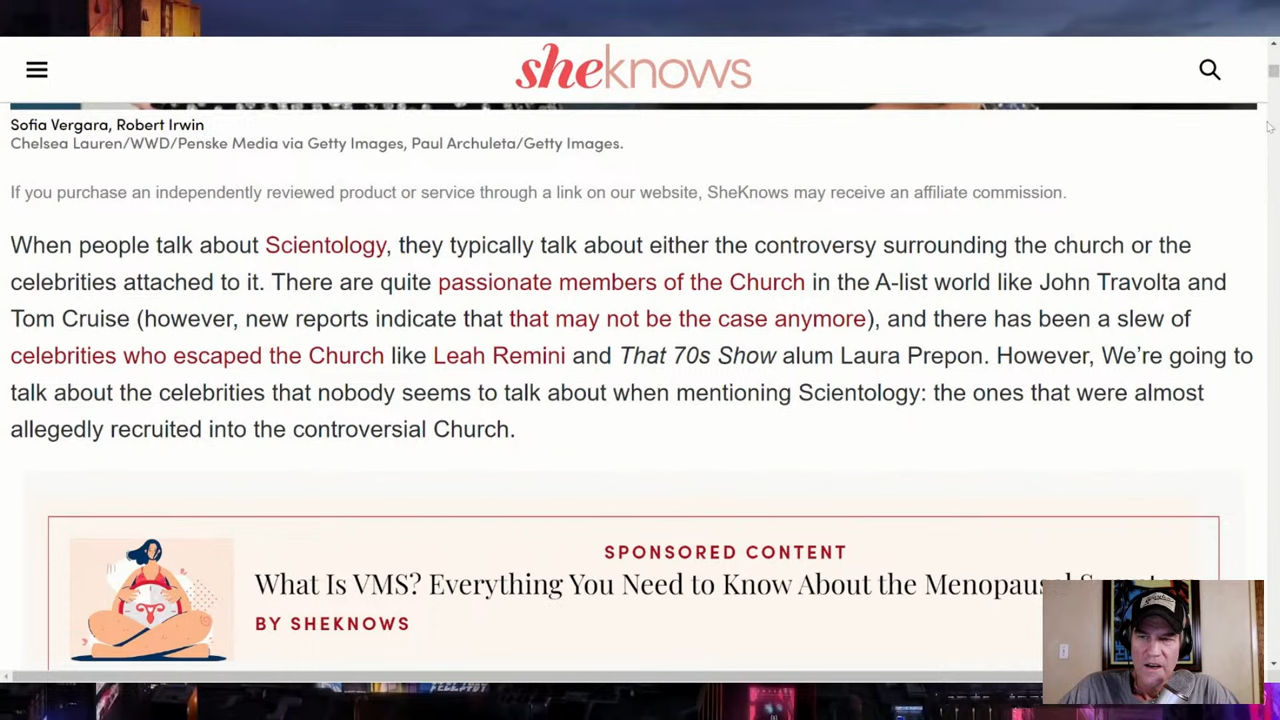 sheknows
Sofia Vergara, Robert Irwin
Chelsea Lauren/WWD/Penske Media via Getty Images, Paul Archuleta/Getty Images.
If you purchase an independently reviewed product or service through a link on our website, SheKnows may receive an affiliate commission.
When people talk about Scientology, they typically talk about either the controversy surrounding the church or the
celebrities attached to it. There are quite passionate members of the Church in the A-list world like John Travolta and
Tom Cruise (however, new reports indicate that that may not be the case anymore), and there has been a slew of
celebrities who escaped the Church like Leah Remini and That 70s Show alum Laura Prepon. However, We’re going to
talk about the celebrities that nobody seems to talk about when mentioning Scientology: the ones that were almost
allegedly recruited into the controversial Church.
SPONSORED CONTENT
What Is VMS? Everything You Need to Know About the
BY SHEKNOWS